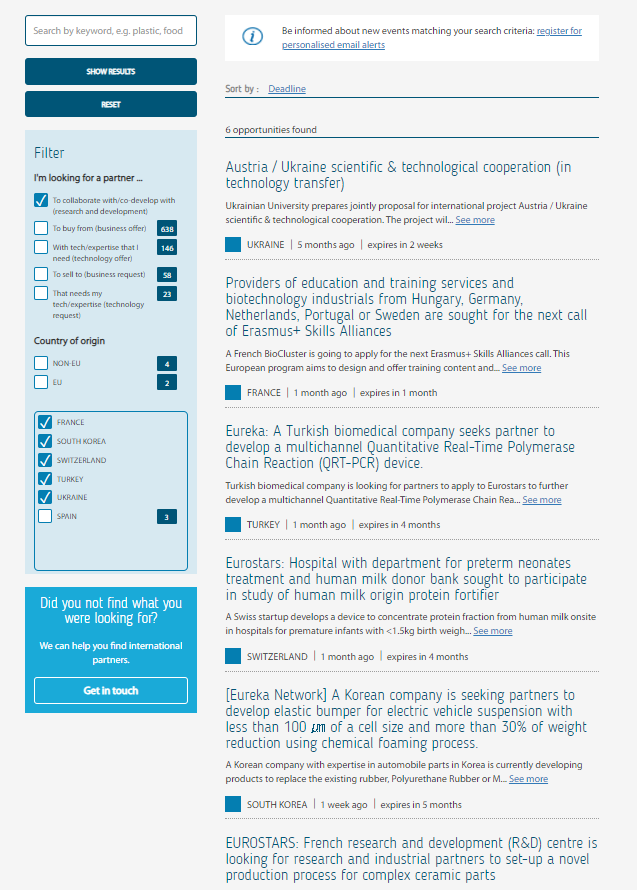 Search by keyword, e.g. plastic, food
SHOW RESULTS
RESET
Filter
I'm looking for a partner ...
To collaborate with/co-develop with
(research and development)
To buy from (business offer) 638
With tech/expertise that I 146
need (technology offer)
To sell to (business request) 58
That needs my 23
tech/expertise (technology
request)
Country of origin
NON-EU 4
EU 2
FRANCE
SOUTH KOREA
SWITZERLAND
TURKEY
UKRAINE
SPAIN 3
Did you not find what you
were looking for?
We can help you find international
partners.
Get in touch
Be informed about new events matching your search criteria: register for
personalised email alerts
Sort by : Deadline
6 opportunities found
Austria / Ukraine scientific & technological cooperation (in
technology transfer)
Ukrainian University prepares jointly proposal for international project Austria / Ukraine
scientific & technological cooperation. The project wil... See more
UKRAINE | 5 months ago | expires in 2 weeks
Providers of education and training services and
biotechnology industrials from Hungary, Germany,
Netherlands, Portugal or Sweden are sought for the next call
of Erasmus+ Skills Alliances
A French BioCluster is going to apply for the next Erasmus+ Skills Alliances call. This
European program aims to design and offer training content and... See more
FRANCE | 1 month ago | expires in 1 month
Eureka: A Turkish biomedical company seeks partner to
develop a multichannel Quantitative Real-Time Polymerase
Chain Reaction (QRT-PCR) device.
Turkish biomedical company is looking for partners to apply to Eurostars to further
develop a multichannel Quantitative Real-Time Polymerase Chain Rea... See more
TURKEY | 1 month ago | expires in 4 months
Eurostars: Hospital with department for preterm neonates
treatment and human milk donor bank sought to participate
in study of human milk origin protein fortifier
A Swiss startup develops a device to concentrate protein fraction from human milk onsite
in hospitals for premature infants with <1.5kg birth weigh... See more
SWITZERLAND | 1 month ago | expires in 4 months
[Eureka Network] A Korean company is seeking partners to
develop elastic bumper for electric vehicle suspension with
less than 100 ㎛ of a cell size and more than 30% of weight
reduction using chemical foaming process.
A Korean company with expertise in automobile parts in Korea is currently developing
products to replace the existing rubber, Polyurethane Rubber or M... See more
SOUTH KOREA | 1 week ago | expires in 5 months
EUROSTARS: French research and development (R&D) centre is
looking for research and industrial partners to set-up a novel
production process for complex ceramic parts